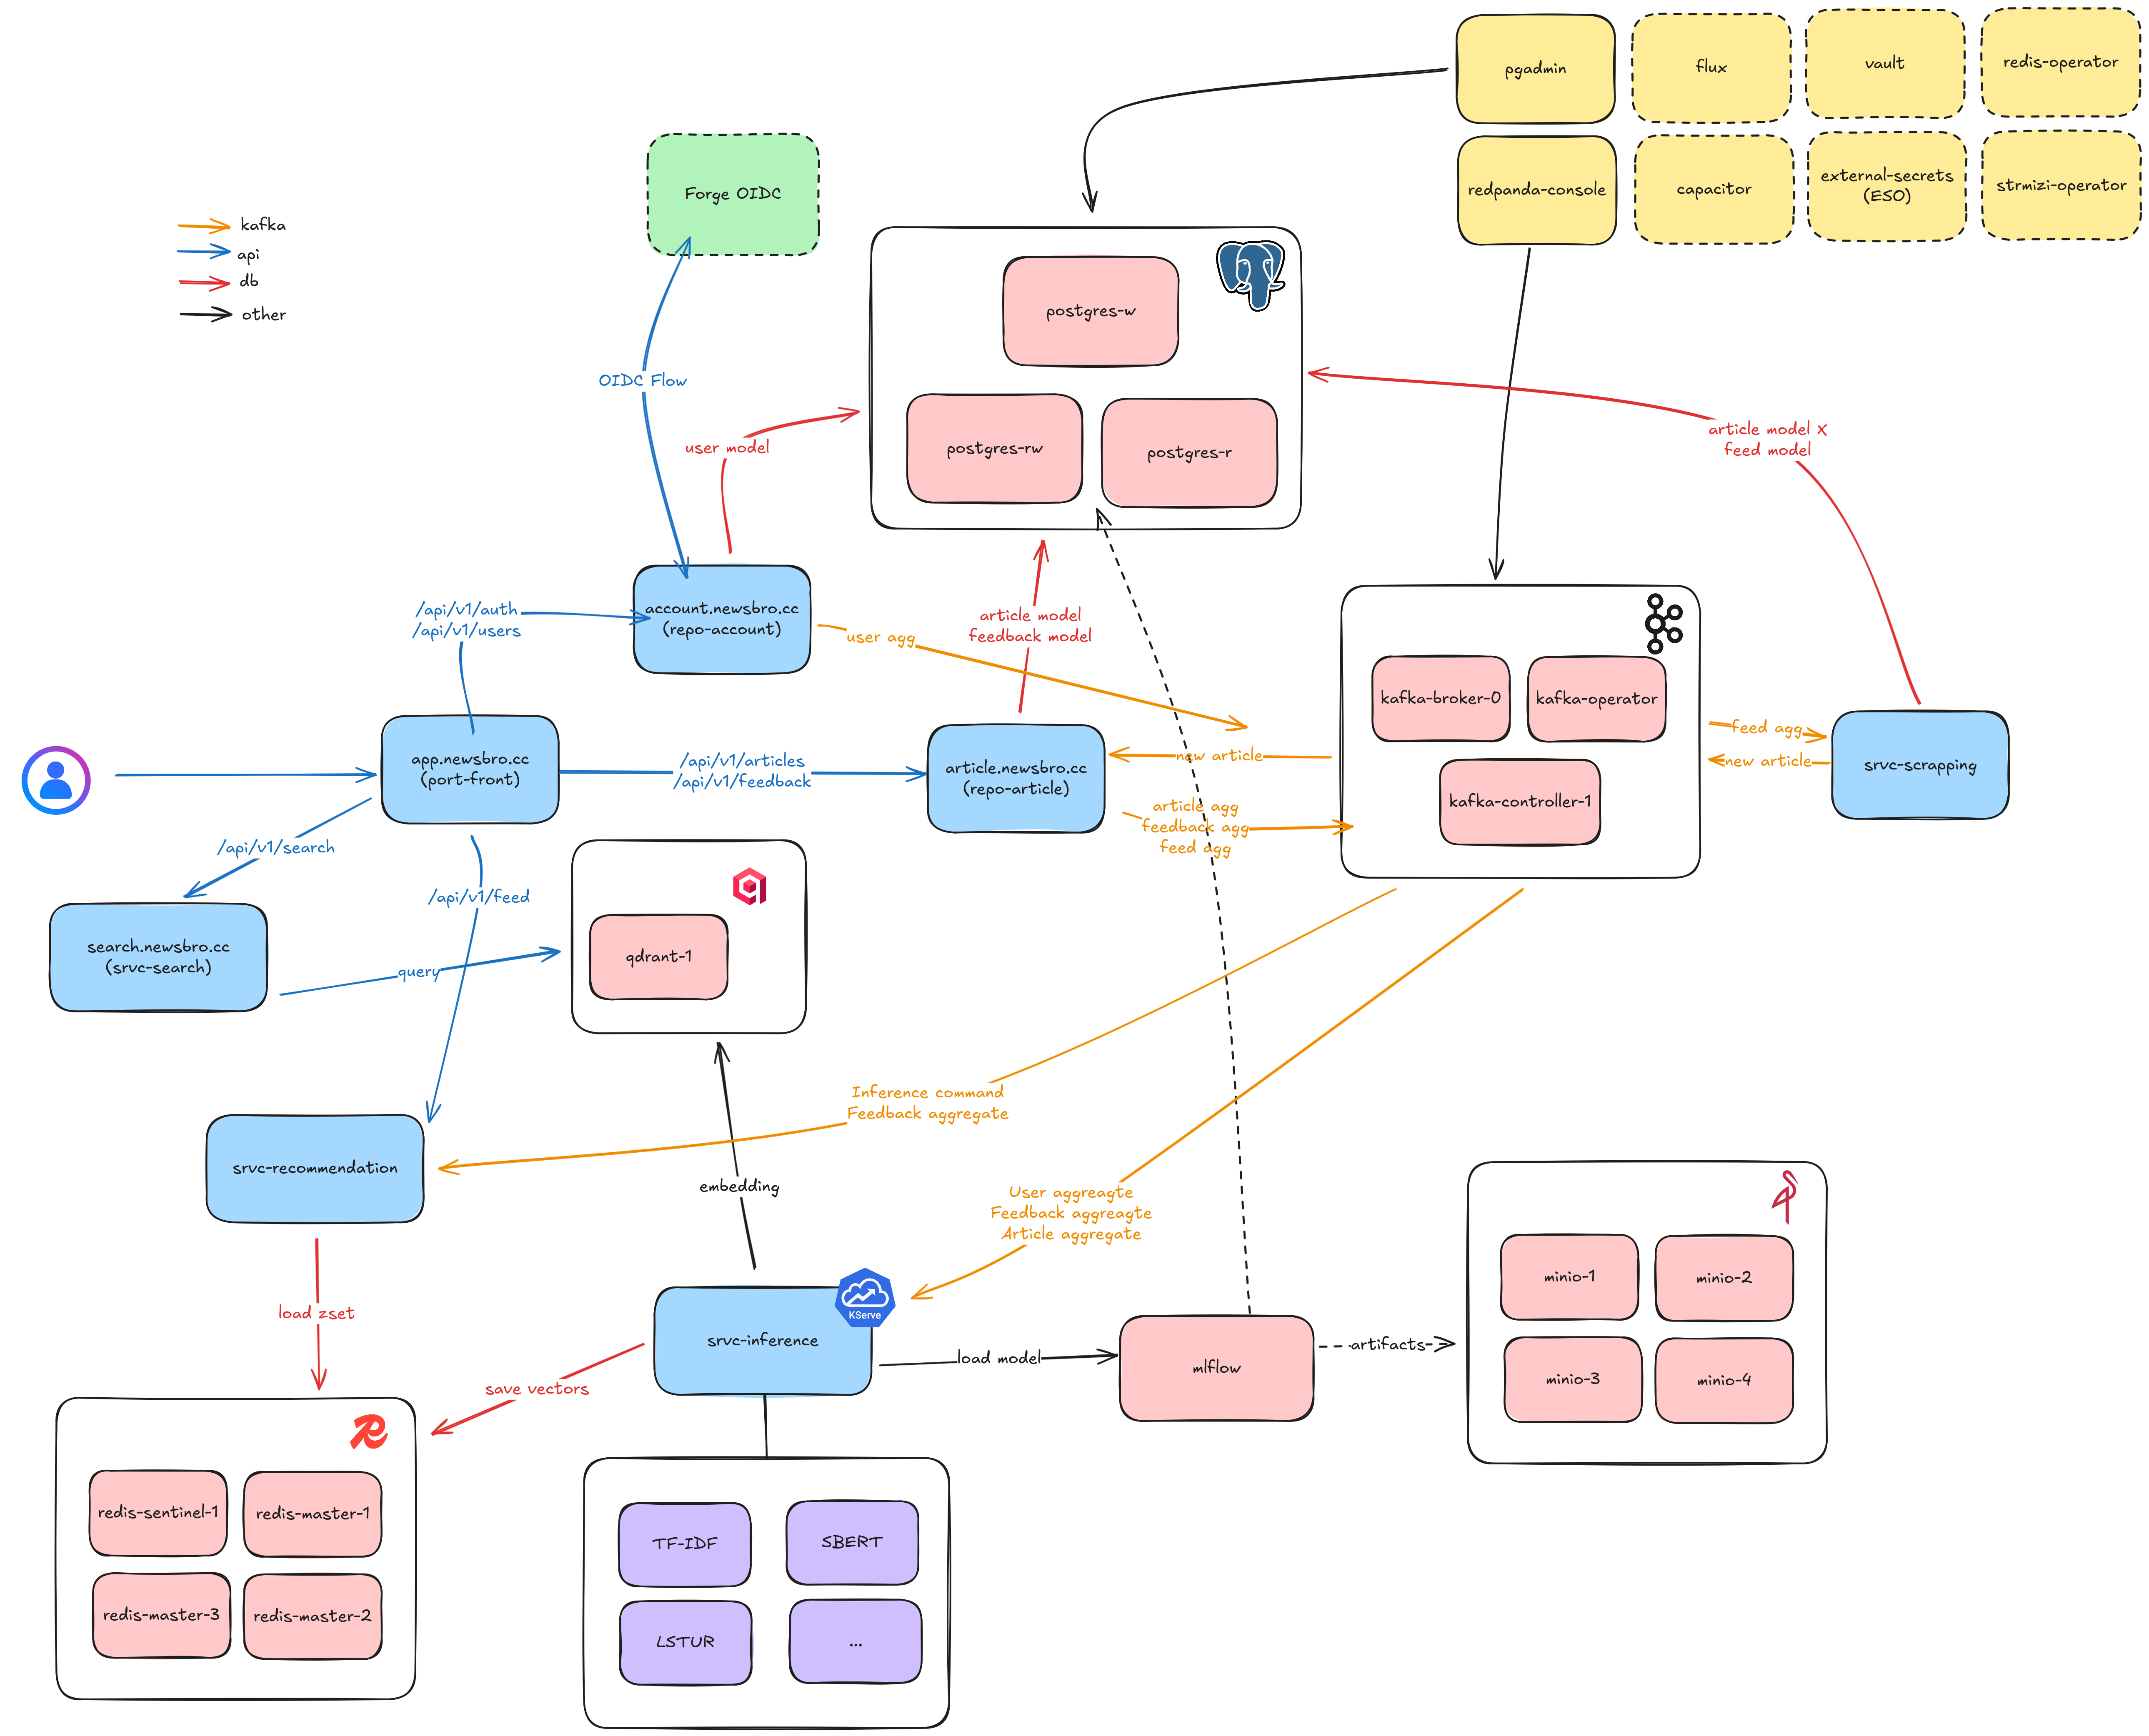 pgadmin
flux
vault
redis-operator
redpanda-console
capacitor
external-secrets
(ESO)
strmizi-operator
Forge OIDC
kafka
api
db
other
postgres-w
postgres-rw
postgres-r
OIDC Flow
user model
article model X
feed model
account.newsbro.cc
(repo-account)
/api/v1/auth
/api/v1/users
user agg
article model
feedback model
kafka-broker-0
kafka-operator
kafka-controller-1
feed agg
new article
srvc-scrapping
app.newsbro.cc
(port-front)
/api/v1/articles
/api/v1/feedback
article.newsbro.cc
(repo-article)
new article
article agg
feedback agg
feed agg
/api/v1/search
/api/v1/feed
search.newsbro.cc
(srvc-search)
query
qdrant-1
Inference command
Feedback aggregate
srvc-recommendation
embedding
User aggreagte
Feedback aggreagte
Article aggregate
load zset
KServe
srvc-inference
load model
mlflow
artifacts
minio-1
minio-2
minio-3
minio-4
save vectors
redis-sentinel-1
redis-master-1
redis-master-3
redis-master-2
TF-IDF
SBERT
LSTUR
...